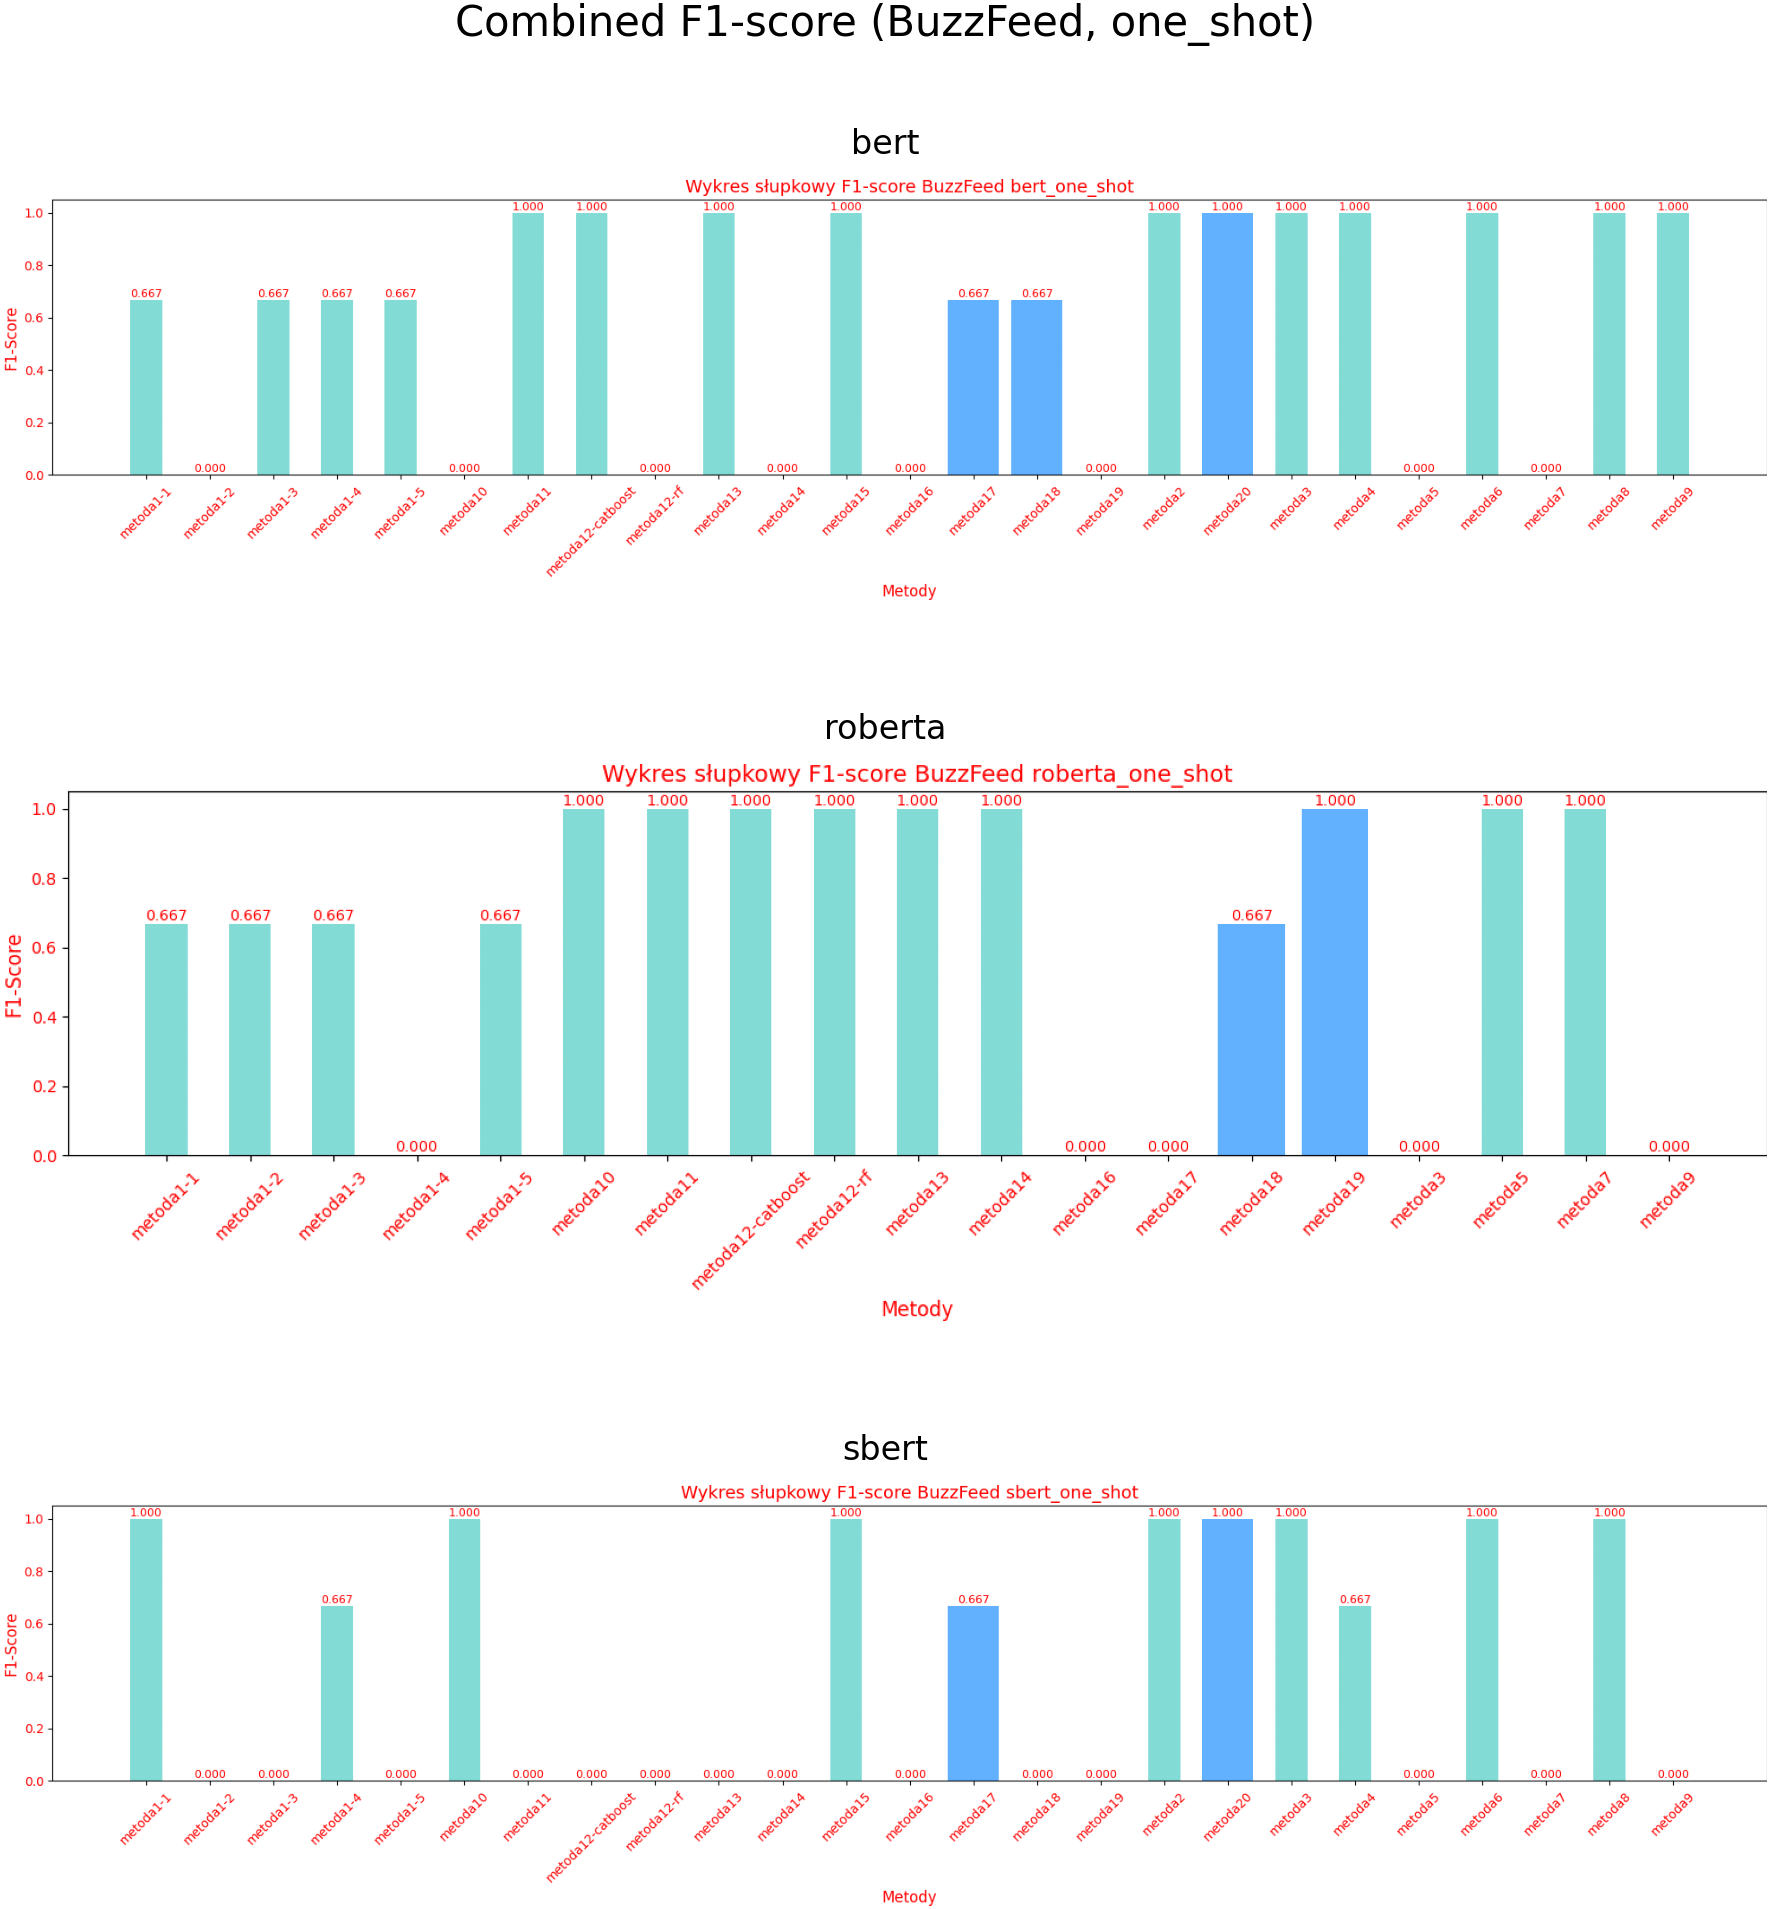 Combined F1-score (BuzzFeed, one_shot)
bert
Wykres słupkowy F1-score BuzzFeed bert_one_shot
1.000 1.000 1.000 1.000 1.000 1.000 1.000 1.000 1.000 1.000 1.000
1.0
0.8
0.667 0.667 0.667 0.667 0.667 0.667
0.6
F1-Score
0.4
0.2
0.000 0.000 0.000 0.000 0.000 0.000 0.000 0.000
0.0
metoda1-1 metoda1-2 metoda1-3 metoda1-4 metoda1-5 metoda10 metoda11 metoda12-catboost metoda12-rf metoda13 metoda14 metoda15 metoda16 metoda17 metoda18 metoda19 metoda2 metoda20 metoda3 metoda4 metoda5 metoda6 metoda7 metoda8 metoda9
Metody
roberta
Wykres słupkowy F1-score BuzzFeed roberta_one_shot
1.000 1.000 1.000 1.000 1.000 1.000 1.000 1.000 1.000
1.0
0.8
0.667 0.667 0.667 0.667 0.667
0.6
F1-Score
0.4
0.2
0.000 0.000 0.000 0.000 0.000
0.0
metoda1-1 metoda1-2 metoda1-3 metoda1-4 metoda1-5 metoda10 metoda11 metoda12-catboost metoda12-rf metoda13 metoda14 metoda16 metoda17 metoda18 metoda19 metoda3 metoda5 metoda7 metoda9
Metody
sbert
Wykres słupkowy F1-score BuzzFeed sbert_one_shot
1.000 1.000 1.000 1.000 1.000 1.000 1.000 1.000
1.0
0.8
0.667 0.667 0.667
0.6
F1-Score
0.4
0.2
0.000 0.000 0.000 0.000 0.000 0.000 0.000 0.000 0.000 0.000 0.000 0.000 0.000 0.000
0.0
metoda1-1 metoda1-2 metoda1-3 metoda1-4 metoda1-5 metoda10 metoda11 metoda12-catboost metoda12-rf metoda13 metoda14 metoda15 metoda16 metoda17 metoda18 metoda19 metoda2 metoda20 metoda3 metoda4 metoda5 metoda6 metoda7 metoda8 metoda9
Metody